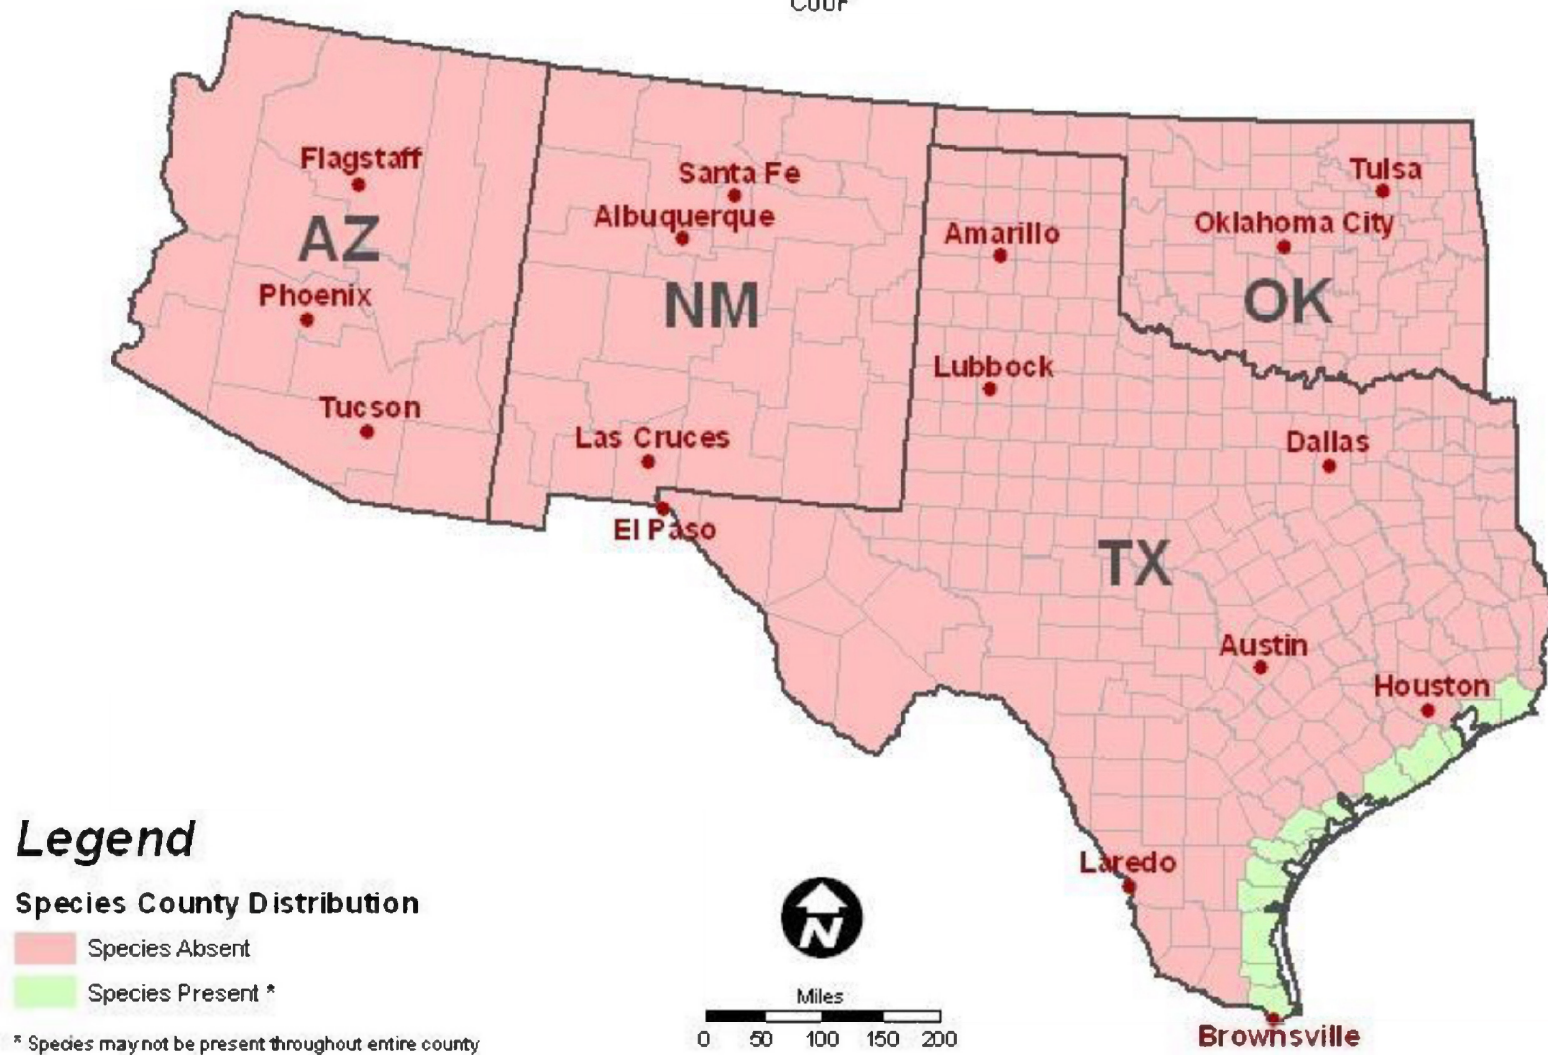 Flagstaff
AZ
Phoenix
Tucson
Santa Fe
Albuquerque
NM
Las Cruces
El Paso
Amarillo
Lubbock
Tulsa
Oklahoma City
OK
Dallas
TX
Austin
Houston
Laredo
Brownsville
Legend
Species County Distribution
Species Absent
Species Present *
* Species may not be present throughout entire county
N
Miles
0 50 100 150 200